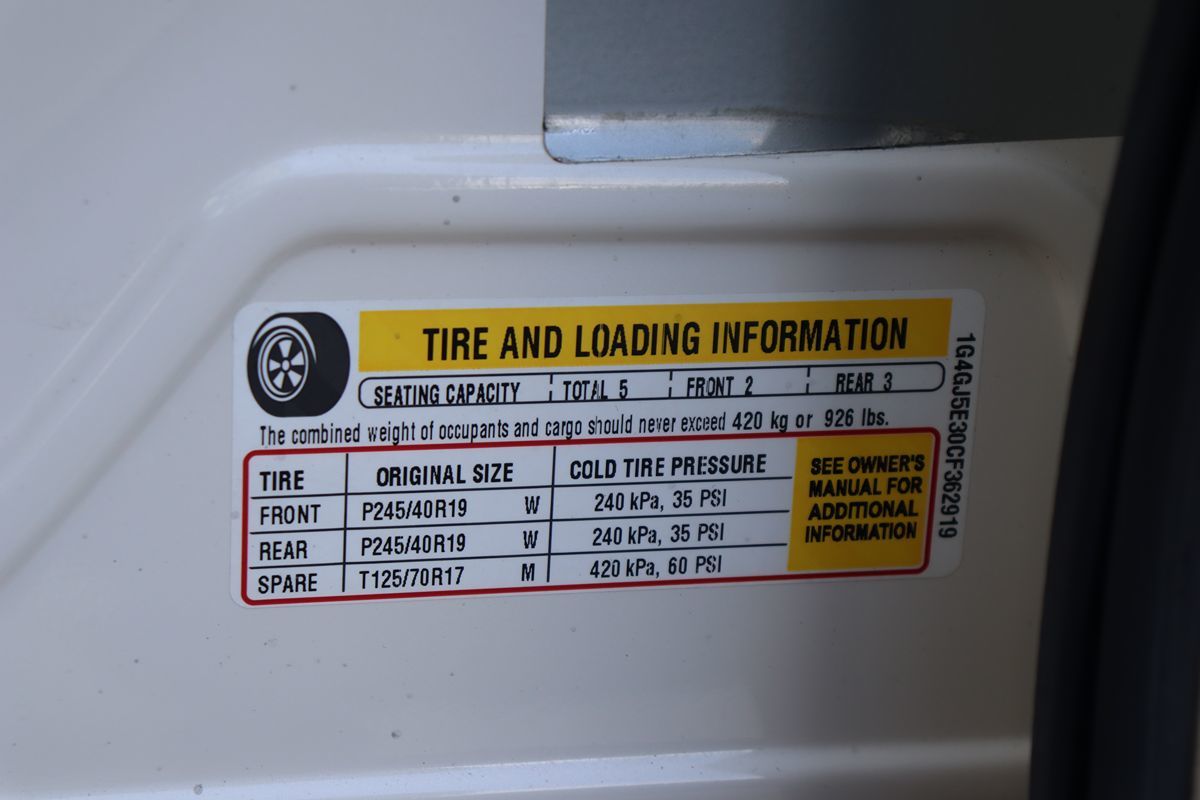 TIRE AND LOADING INFORMATION
SEATING CAPACITY TOTAL 5 FRONT 2 REAR 3
The combined weight of occupants and cargo should never exceed 420 kg or 926 lbs.
TIRE ORIGINAL SIZE COLD TIRE PRESSURE
FRONT P245/40R19 W 240 kPa, 35 PSI
REAR P245/40R19 W 240 kPa, 35 PSI
SPARE T125/70R17 M 420 kPa, 60 PSI
SEE OWNER'S
MANUAL FOR
ADDITIONAL
INFORMATION
1G4GJ5E30CF362919